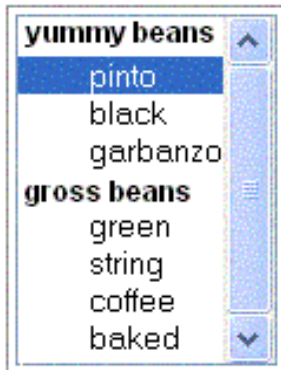 yummy beans
pinto
black
garbanzo
gross beans
green
string
coffee
baked